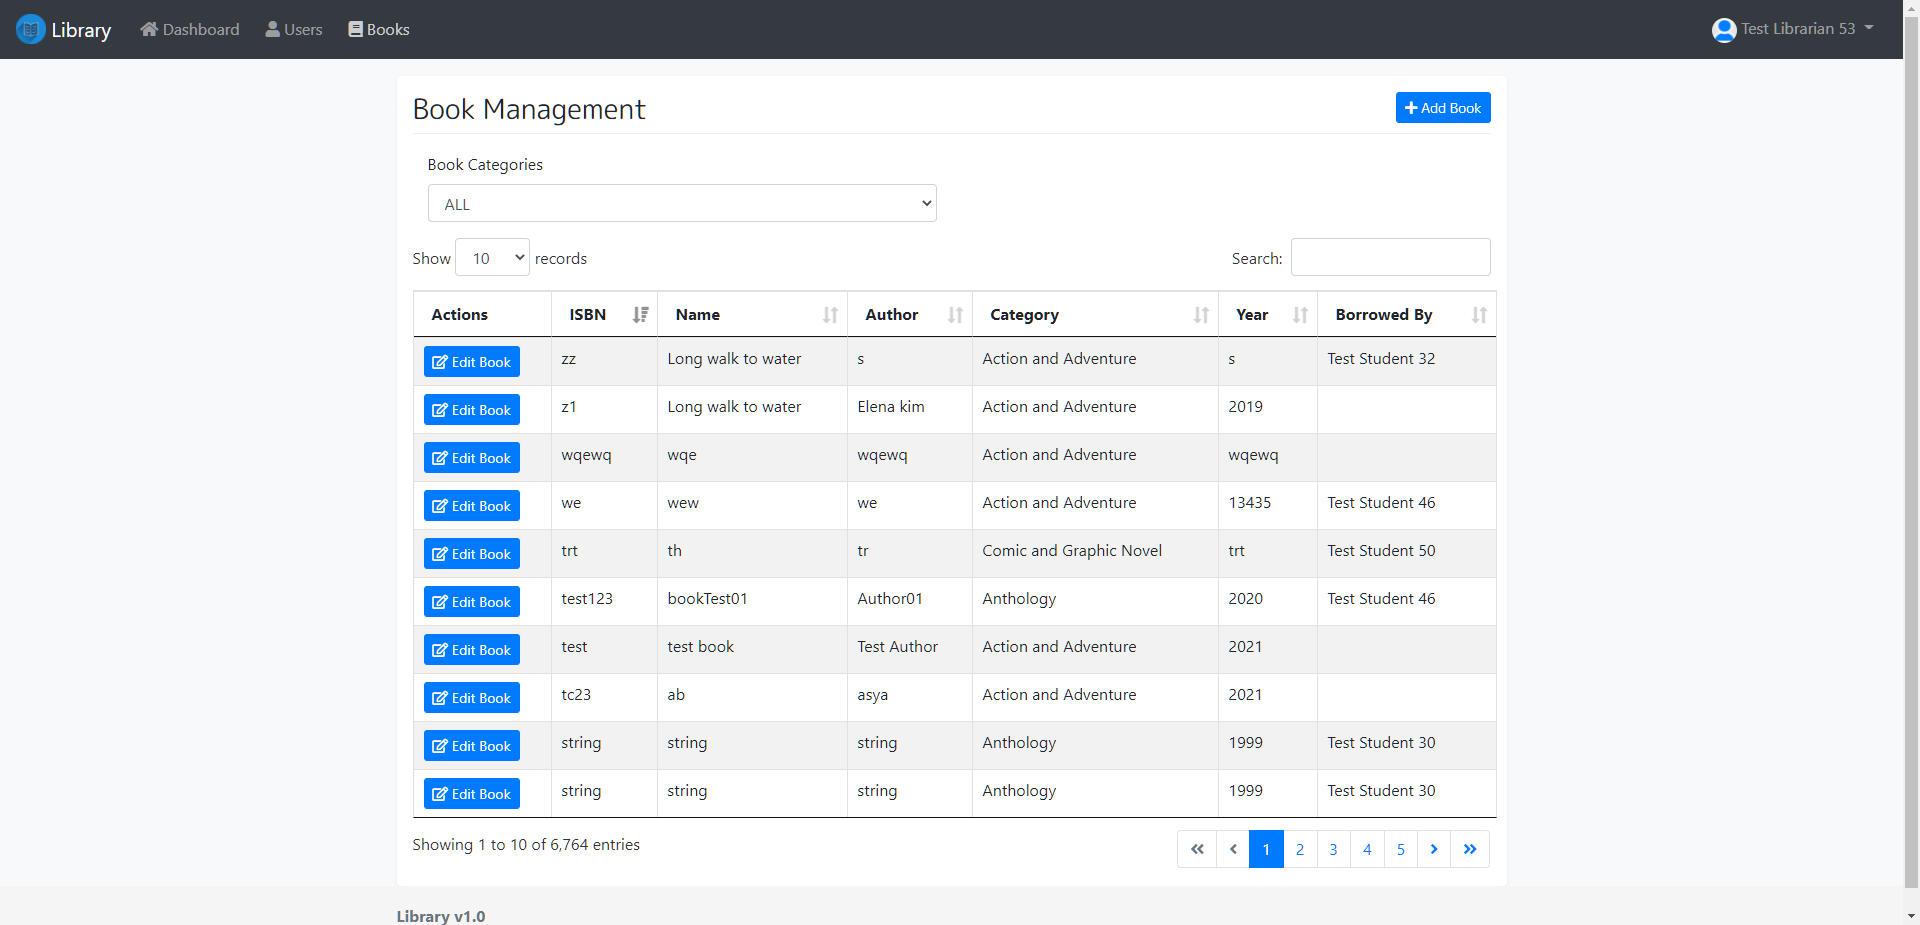 Library Dashboard Users Books Test Librarian 53
Book Management Add Book
Book Categories
ALL
Show 10 records Search:
Actions ISBN Name Author Category Year Borrowed By
Edit Book zz Long walk to water s Action and Adventure s Test Student 32
Edit Book z1 Long walk to water Elena kim Action and Adventure 2019
Edit Book wqewq wqe wqewq Action and Adventure wqewq
Edit Book we wew we Action and Adventure 13435 Test Student 46
Edit Book trt th tr Comic and Graphic Novel trt Test Student 50
Edit Book test123 bookTest01 Author01 Anthology 2020 Test Student 46
Edit Book test test book Test Author Action and Adventure 2021
Edit Book tc23 ab asya Action and Adventure 2021
Edit Book string string string Anthology 1999 Test Student 30
Edit Book string string string Anthology 1999 Test Student 30
Showing 1 to 10 of 6,764 entries « ‹ 1 2 3 4 5 › »
Library v1.0